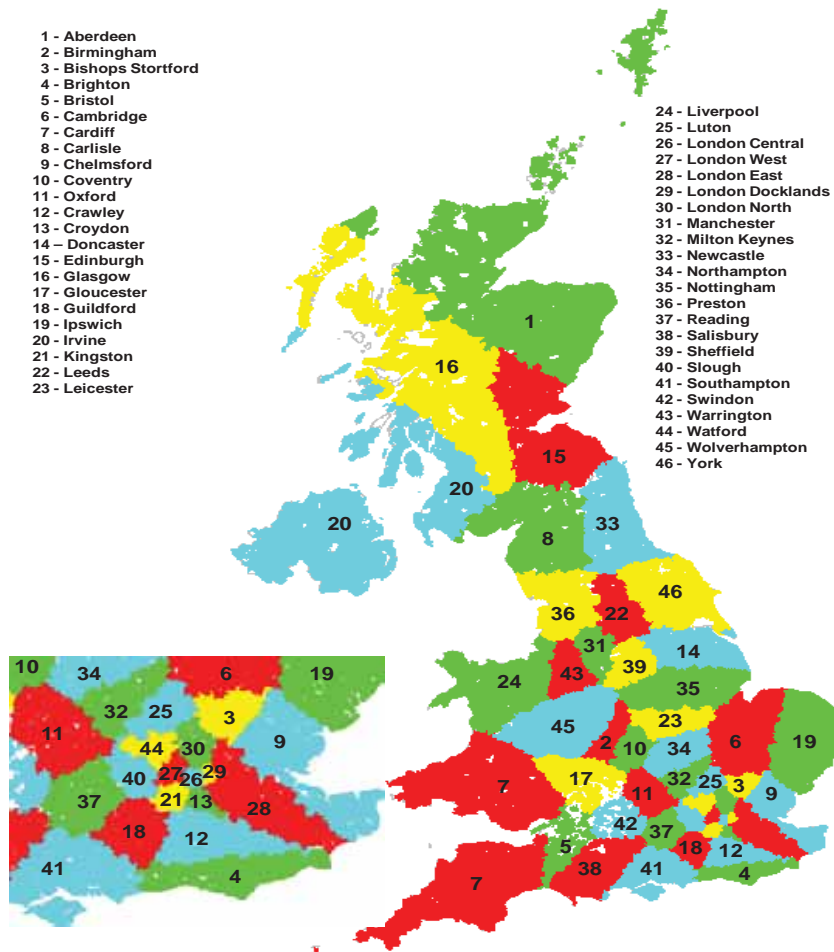 1 - Aberdeen
2 - Birmingham
3 - Bishops Stortford
4 - Brighton
5 - Bristol
6 - Cambridge
7 - Cardiff
8 - Carlisle
9 - Chelmsford
10 - Coventry
11 - Oxford
12 - Crawley
13 - Croydon
14 – Doncaster
15 - Edinburgh
16 - Glasgow
17 - Gloucester
18 - Guildford
19 - Ipswich
20 - Irvine
21 - Kingston
22 - Leeds
23 - Leicester
24 - Liverpool
25 - Luton
26 - London Central
27 - London West
28 - London East
29 - London Docklands
30 - London North
31 - Manchester
32 - Milton Keynes
33 - Newcastle
34 - Northampton
35 - Nottingham
36 - Preston
37 - Reading
38 - Salisbury
39 - Sheffield
40 - Slough
41 - Southampton
42 - Swindon
43 - Warrington
44 - Watford
45 - Wolverhampton
46 - York
1
16
15
20
20
33
8
46
36
22
31
14
39
43
24
35
45
23
2
10
34
6
19
7
17
32
25
3
9
11
42
37
5
18
12
38
41
4
7
10
34
6
19
32
25
3
11
9
44
30
40
27
26
29
37
21
13
28
18
12
41
4